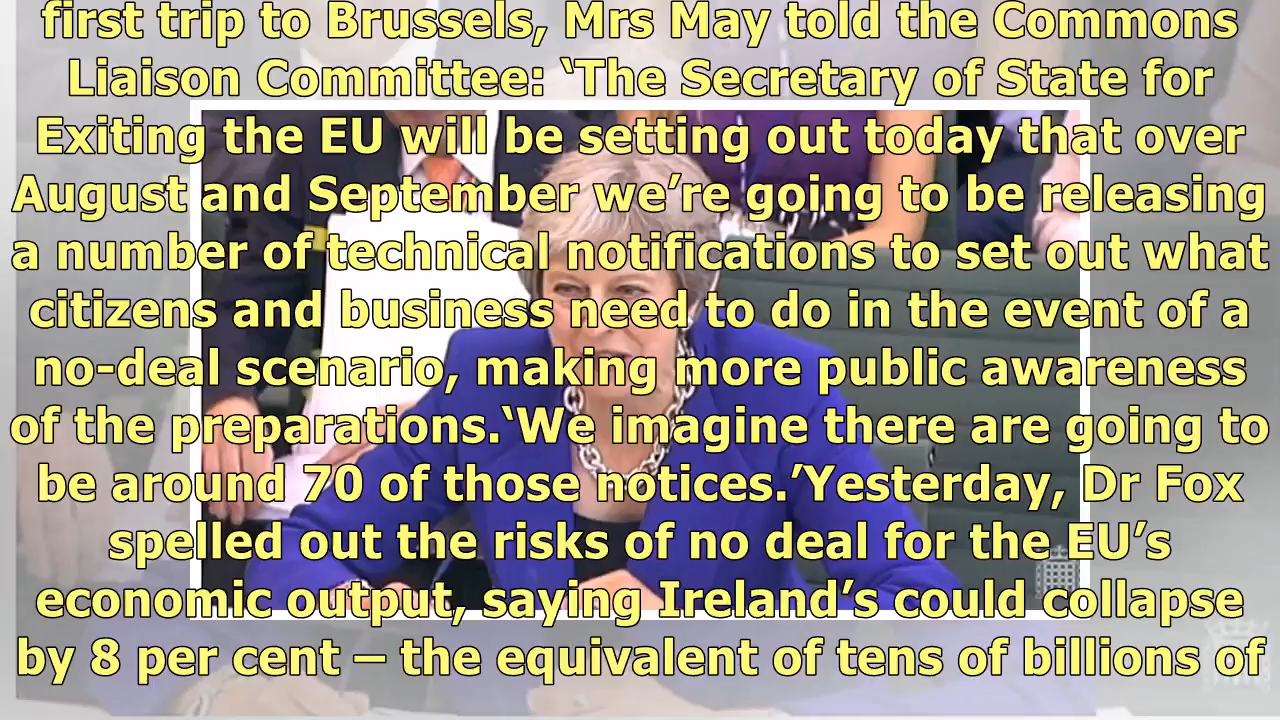 first trip to Brussels, Mrs May told the Commons
Liaison Committee: ‘The Secretary of State for
Exiting the EU will be setting out today that over
August and September we’re going to be releasing
a number of technical notifications to set out what
citizens and business need to do in the event of a
no-deal scenario, making more public awareness
of the preparations.‘We imagine there are going to
be around 70 of those notices.’Yesterday, Dr Fox
spelled out the risks of no deal for the EU’s
economic output, saying Ireland’s could collapse
by 8 per cent – the equivalent of tens of billions of